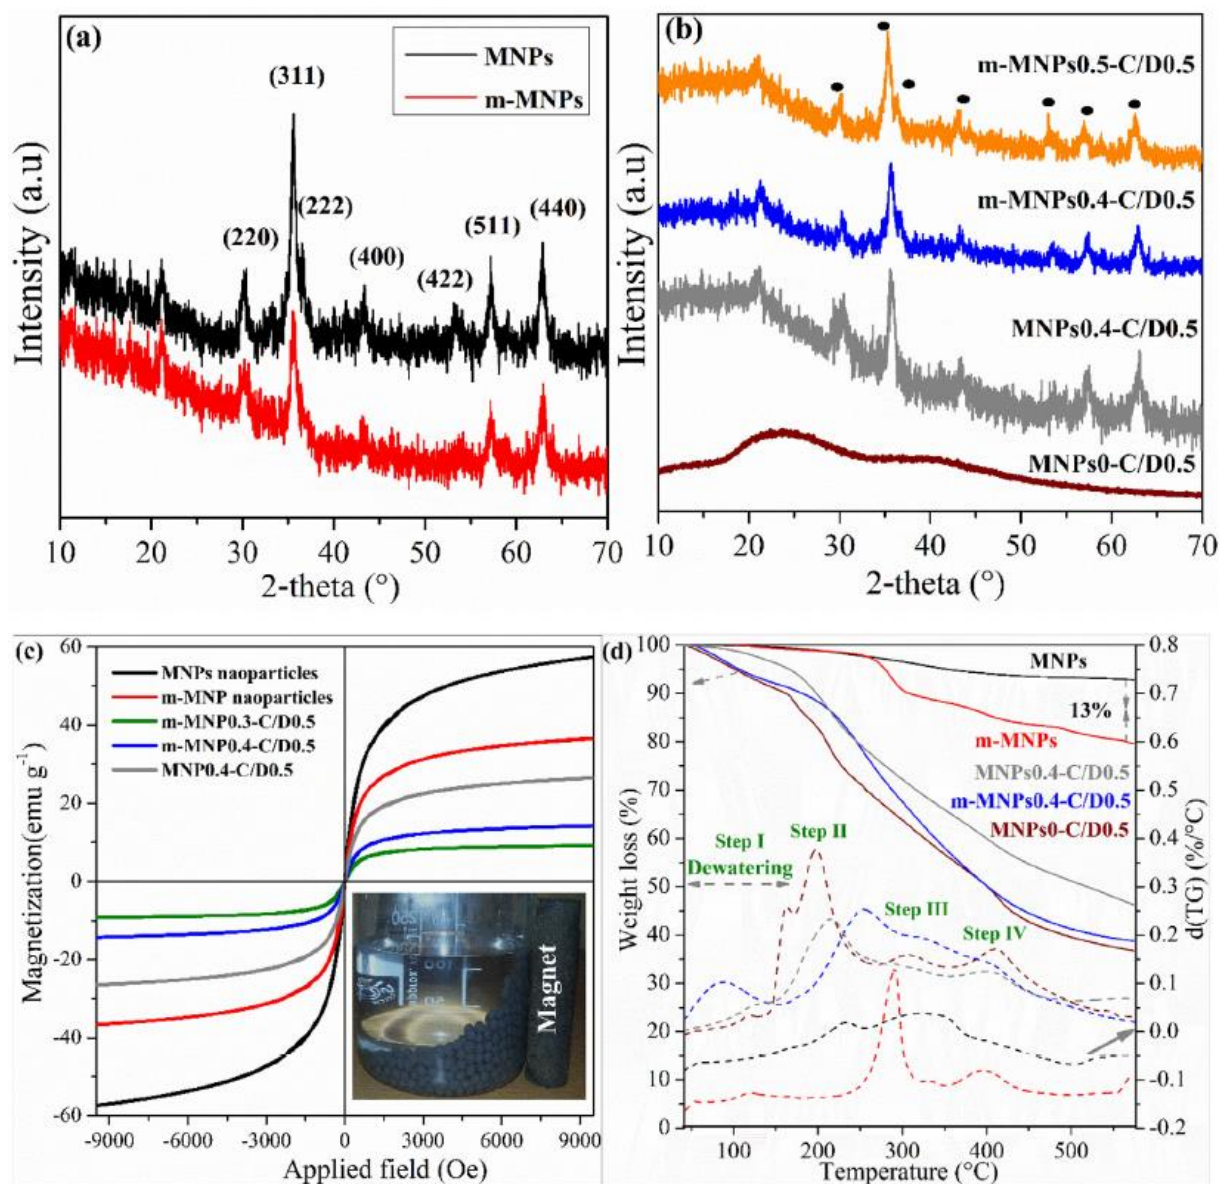 (a)
MNPs
m-MNPs
(311)
(222)
(220)
(400)
(422)
(511)
(440)
Intensity (a.u)
10 20 30 40 50 60 70
2-theta (°)
(b)
m-MNPs0.5-C/D0.5
m-MNPs0.4-C/D0.5
MNPs0.4-C/D0.5
MNPs0-C/D0.5
Intensity (a.u)
10 20 30 40 50 60 70
2-theta (°)
(c)
MNPs naoparticles
m-MNP naoparticles
m-MNP0.3-C/D0.5
m-MNP0.4-C/D0.5
MNP0.4-C/D0.5
Magnetization(emu g⁻¹)
60
40
20
0
-20
-40
-60
-9000 -6000 -3000 0 3000 6000 9000
Applied field (Oe)
Magnet
(d)
MNPs
13%
m-MNPs
MNPs0.4-C/D0.5
m-MNPs0.4-C/D0.5
MNPs0-C/D0.5
Step I
Dewatering
Step II
Step III
Step IV
Weight loss (%)
100
90
80
70
60
50
40
30
20
10
0
d(TG) (%/°C)
0.8
0.7
0.6
0.5
0.4
0.3
0.2
0.1
0.0
-0.1
-0.2
100 200 300 400 500
Temperature (°C)